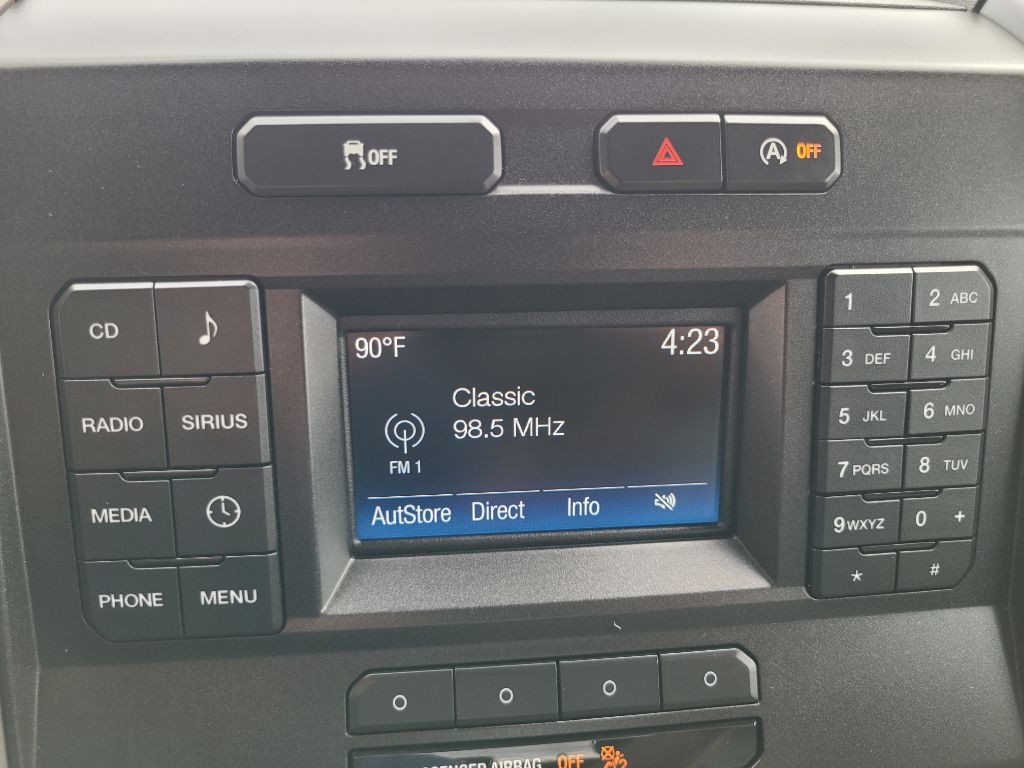 OFF
A OFF
CD
RADIO SIRIUS
MEDIA
PHONE MENU
90°F 4:23
Classic
98.5 MHz
FM 1
AutStore Direct Info
1 2 ABC
3 DEF 4 GHI
5 JKL 6 MNO
7 PQRS 8 TUV
9 WXYZ 0 +
* #
AIRBAG OFF